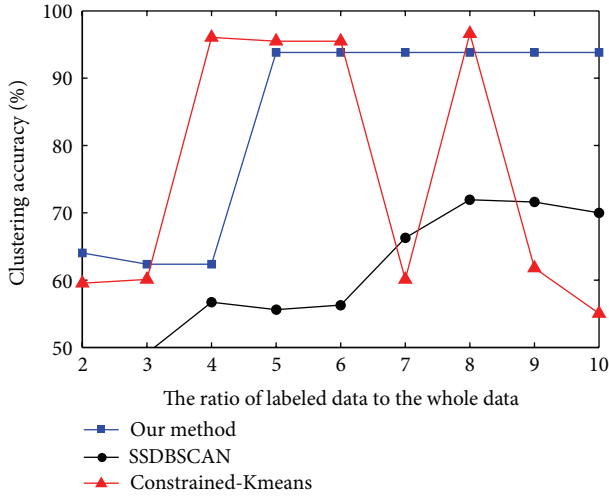 100
90
80
70
60
50
Clustering accuracy (%)
2 3 4 5 6 7 8 9 10
The ratio of labeled data to the whole data
Our method
SSDBSCAN
Constrained-Kmeans